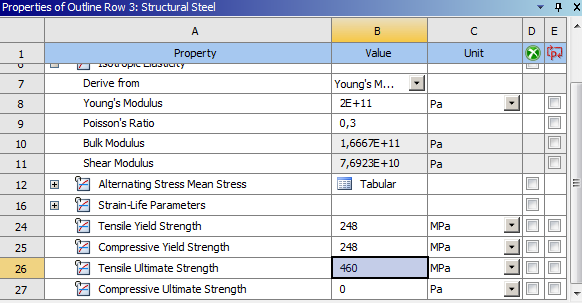 Properties of Outline Row 3: Structural Steel
A B C D E
1 Property Value Unit
6 Isotropic Elasticity
7 Derive from Young's M...
8 Young's Modulus 2E+11 Pa
9 Poisson's Ratio 0,3
10 Bulk Modulus 1,6667E+11 Pa
11 Shear Modulus 7,6923E+10 Pa
12 Alternating Stress Mean Stress Tabular
16 Strain-Life Parameters
24 Tensile Yield Strength 248 MPa
25 Compressive Yield Strength 248 MPa
26 Tensile Ultimate Strength 460 MPa
27 Compressive Ultimate Strength 0 Pa